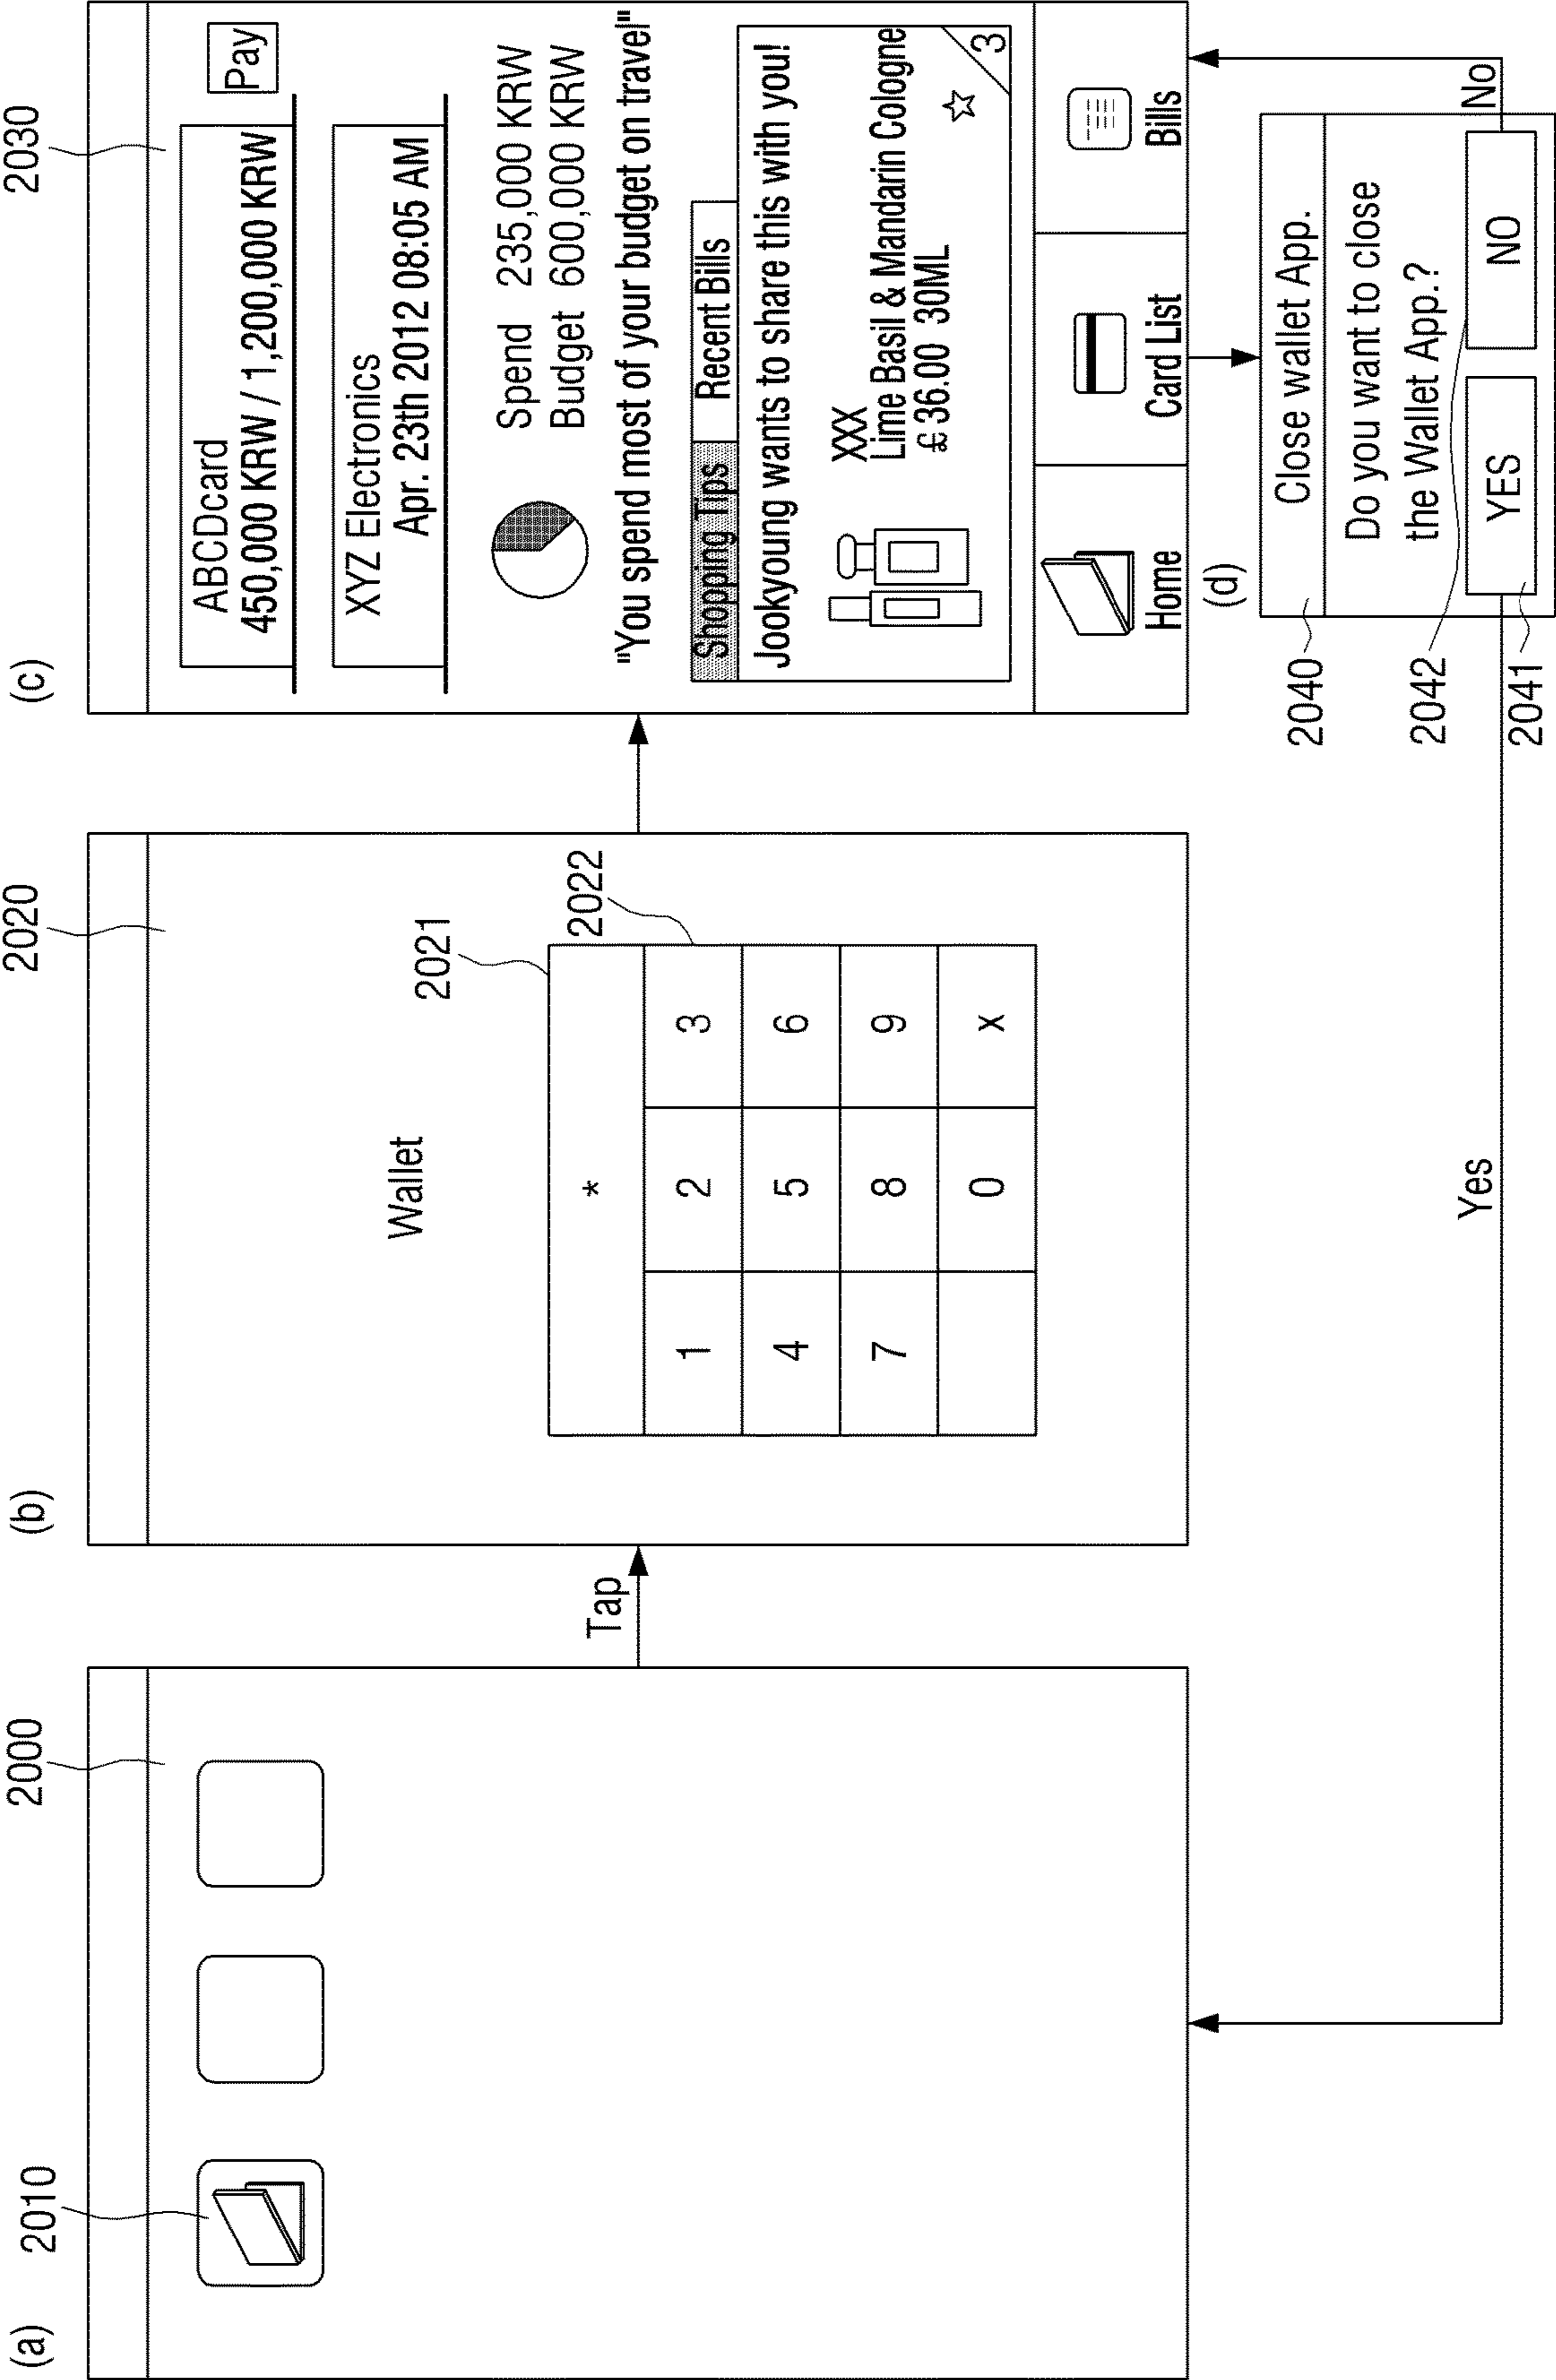 (a)
2000
2010
Tap
(b)
2020
Wallet
2021
2022
*
1 2 3
4 5 6
7 8 9
0 x
(c)
2030
ABCDcard
450,000 KRW / 1,200,000 KRW
Pay
XYZ Electronics
Apr. 23th 2012 08:05 AM
Spend 235,000 KRW
Budget 600,000 KRW
"You spend most of your budget on travel"
Shopping Tips Recent Bills
Jookyoung wants to share this with you!
XXX
Lime Basil & Mandarin Cologne
£ 36.00 30ML
3
Home Card List Bills
(d)
2040
Close wallet App.
Do you want to close
the Wallet App.?
YES NO
2042
2041
Yes
No